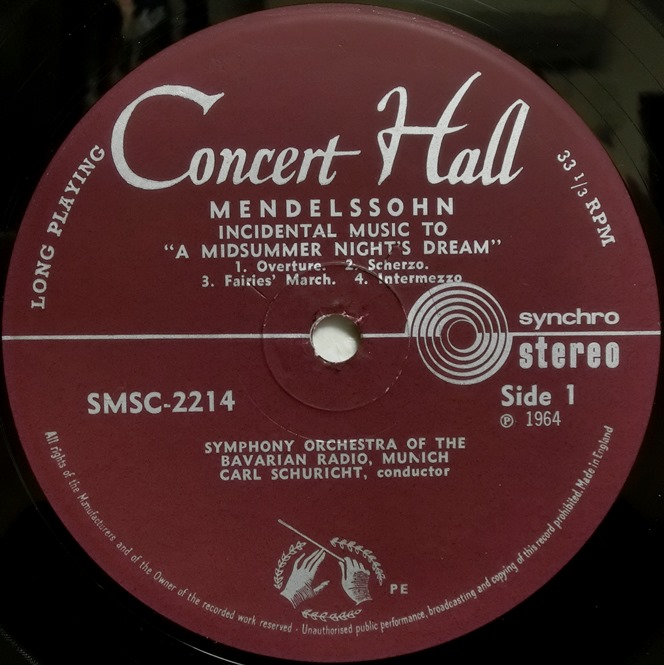 Concert Hall
LONG PLAYING
33 1/3 RPM
MENDELSSOHN
INCIDENTAL MUSIC TO
"A MIDSUMMER NIGHT'S DREAM"
1. Overture. 2. Scherzo.
3. Fairies' March. 4. Intermezzo
synchro
stereo
SMSC-2214
Side 1
℗ 1964
SYMPHONY ORCHESTRA OF THE
BAVARIAN RADIO, MUNICH
CARL SCHURICHT, conductor
PE
All rights of the Manufacturers and of the Owner of the recorded work reserved - Unauthorised public performance, broadcasting and copying of this record prohibited. Made in England